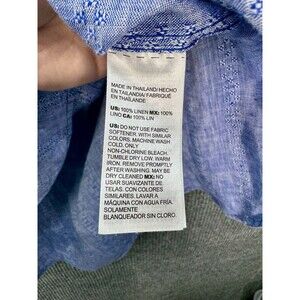 MADE IN THAILAND/ HECHO
EN TAILANDIA/ FABRIQUÉ
EN THAÏLANDE
US: 100% LINEN MX: 100%
LINO CA: 100% LIN
US: DO NOT USE FABRIC
SOFTENER. WITH SIMILAR
COLORS. MACHINE WASH
COLD. ONLY
NON-CHLORINE BLEACH.
TUMBLE DRY LOW. WARM
IRON. REMOVE PROMPTLY
AFTER WASHING. MAY BE
DRY CLEANED MX: NO
USAR SUAVIZANTE DE
TELAS. CON COLORES
SIMILARES. LAVAR A
MÁQUINA CON AGUA FRÍA.
SOLAMENTE
BLANQUEADOR SIN CLORO.